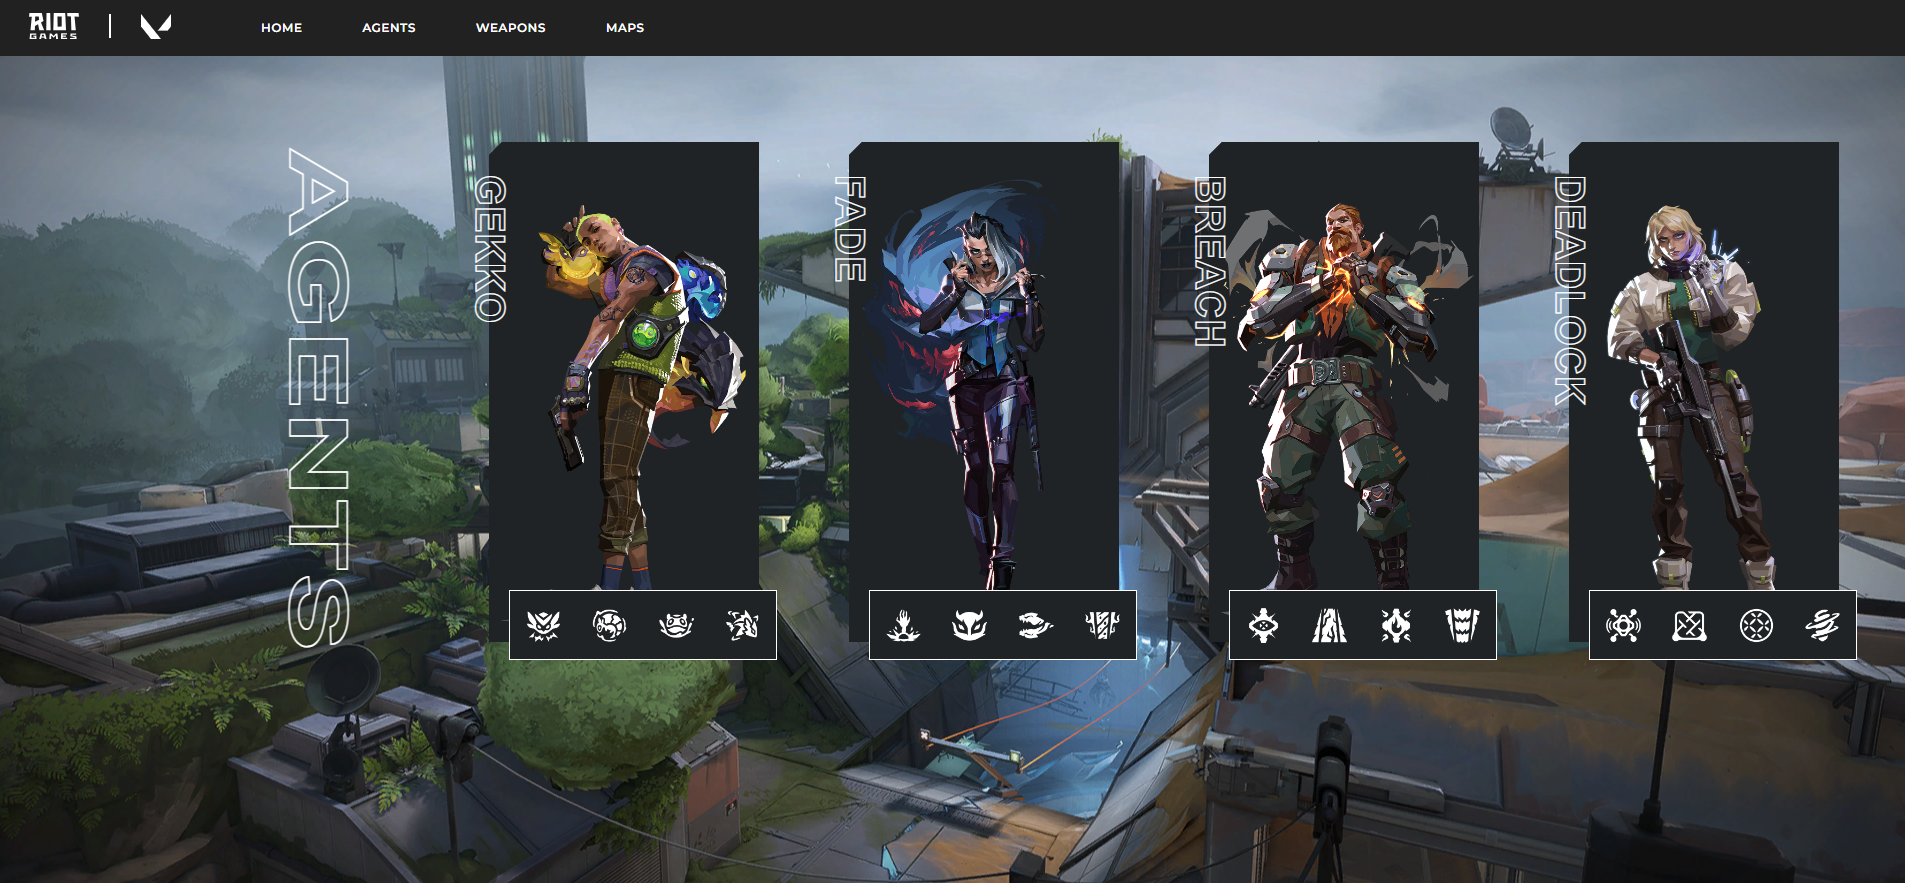 RIOT
GAMES
HOME
AGENTS
WEAPONS
MAPS
AGENTS
GEKKO
FADE
BREACH
DEADLOCK